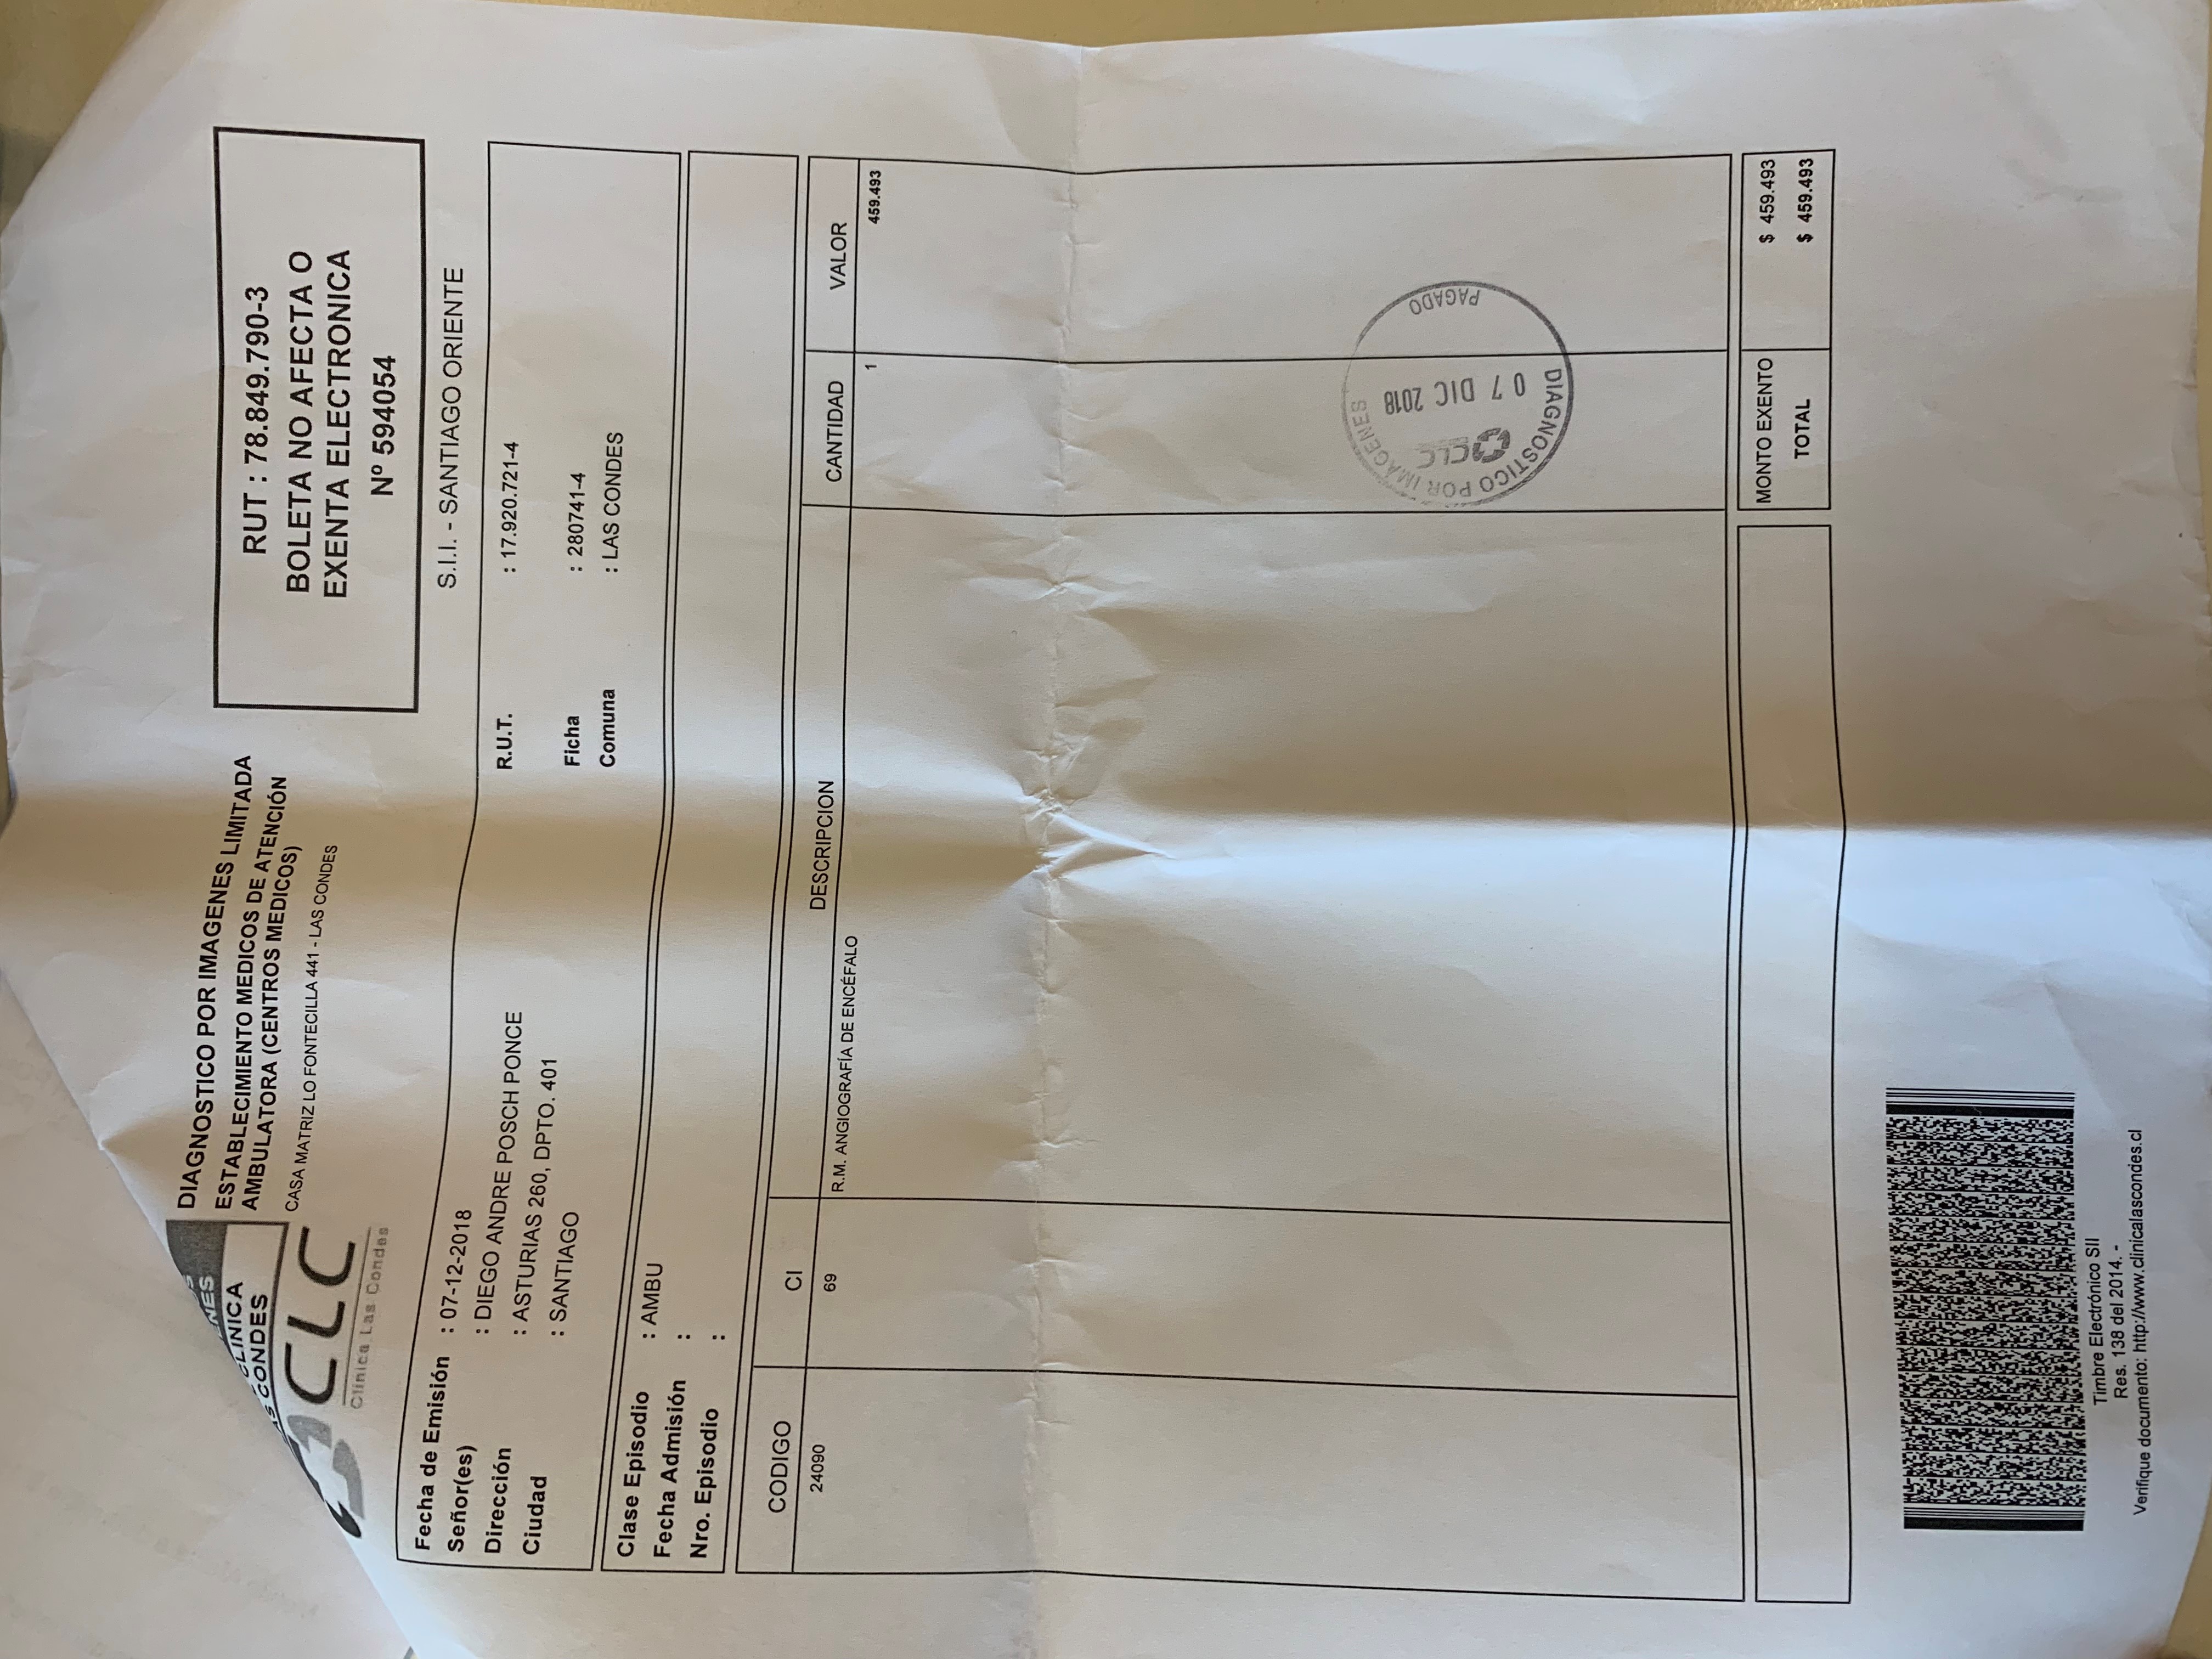 ENES
CLINICA
AS CONDES
CLC
Clínica Las Condes
DIAGNOSTICO POR IMAGENES LIMITADA
ESTABLECIMIENTO MEDICOS DE ATENCIÓN
AMBULATORA (CENTROS MEDICOS)
CASA MATRIZ LO FONTECILLA 441 - LAS CONDES
RUT : 78.849.790-3
BOLETA NO AFECTA O
EXENTA ELECTRONICA
Nº 594054
S.I.I. - SANTIAGO ORIENTE
Fecha de Emisión : 07-12-2018
Señor(es) : DIEGO ANDRE POSCH PONCE
R.U.T. : 17.920.721-4
Dirección : ASTURIAS 260, DPTO. 401
Ficha : 280741-4
Ciudad : SANTIAGO
Comuna : LAS CONDES
Clase Episodio : AMBU
Fecha Admisión :
Nro. Episodio :
CODIGO CI DESCRIPCION CANTIDAD VALOR
24090 69 R.M. ANGIOGRAFÍA DE ENCÉFALO 1 459.493
DIAGNOSTICO POR IMÁGENES
CLC
07 DIC 2018
PAGADO
MONTO EXENTO $ 459.493
TOTAL $ 459.493
Timbre Electrónico SII
Res. 138 del 2014. -
Verifique documento: http://www.clinicalascondes.cl